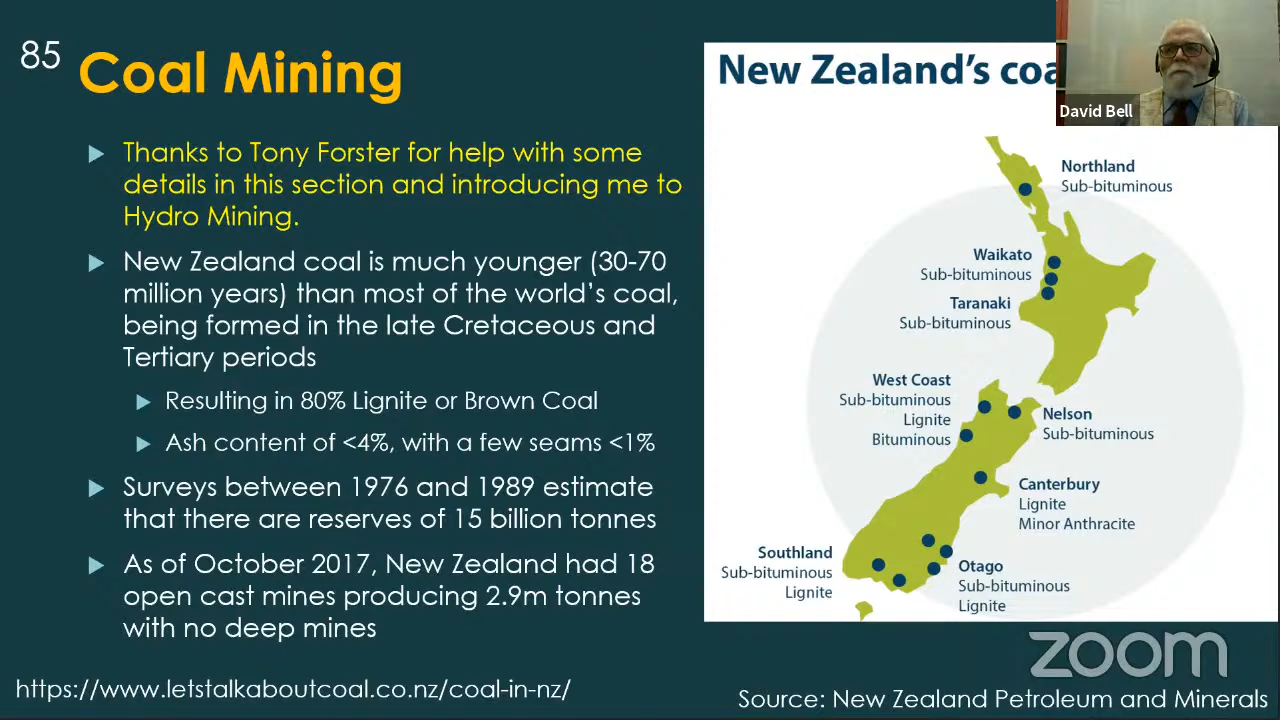 85
Coal Mining
Thanks to Tony Forster for help with some
details in this section and introducing me to
Hydro Mining.
New Zealand coal is much younger (30-70
million years) than most of the world's coal,
being formed in the late Cretaceous and
Tertiary periods
Resulting in 80% Lignite or Brown Coal
Ash content of <4%, with a few seams <1%
Surveys between 1976 and 1989 estimate
that there are reserves of 15 billion tonnes
As of October 2017, New Zealand had 18
open cast mines producing 2.9m tonnes
with no deep mines
https://www.letstalkaboutcoal.co.nz/coal-in-nz/
New Zealand's coa
David Bell
Northland
Sub-bituminous
Waikato
Sub-bituminous
Taranaki
Sub-bituminous
West Coast
Sub-bituminous
Lignite
Bituminous
Nelson
Sub-bituminous
Canterbury
Lignite
Minor Anthracite
Southland
Sub-bituminous
Lignite
Otago
Sub-bituminous
Lignite
zoom
Source: New Zealand Petroleum and Minerals